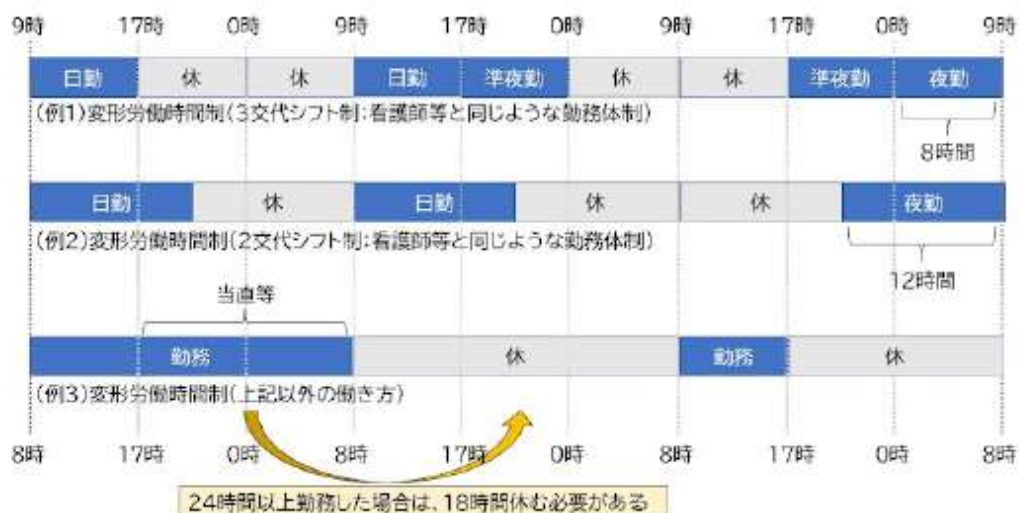 9時 17時 0時 9時 17時 0時 9時 17時 0時 9時
日勤 休 休 日勤 準夜勤 休 休 準夜勤 夜勤
(例1)変形労働時間制(3交代シフト制:看護師等と同じような勤務体制)
8時間
日勤 休 日勤 休 休 夜勤
(例2)変形労働時間制(2交代シフト制:看護師等と同じような勤務体制)
12時間
当直等
勤務 休 勤務 休
(例3)変形労働時間制(上記以外の働き方)
8時 17時 0時 8時 17時 0時 8時 17時 0時 8時
24時間以上勤務した場合は、18時間休む必要がある